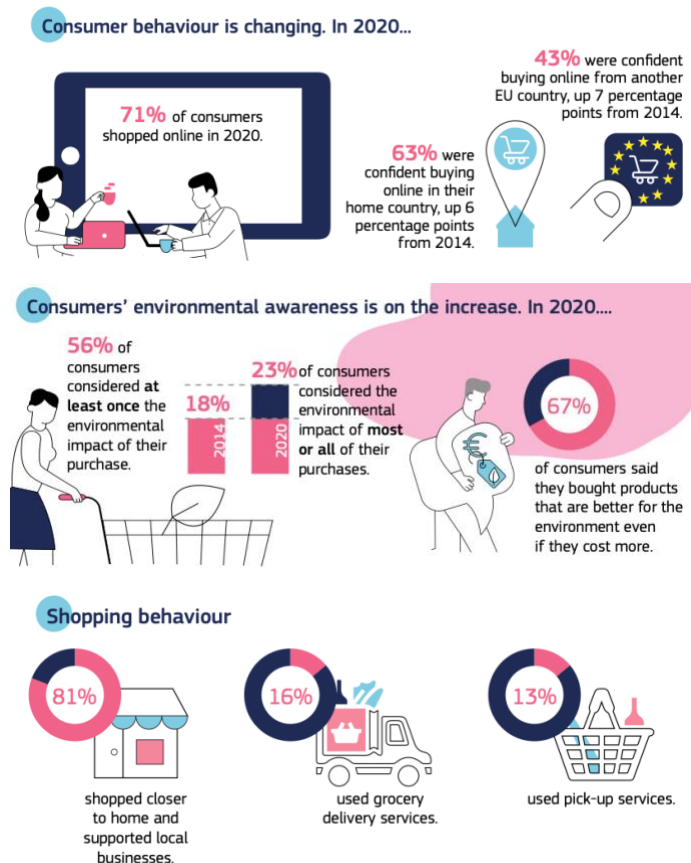 Consumer behaviour is changing. In 2020...
71% of consumers
shopped online in 2020.
63% were
confident buying
online in their
home country, up 6
percentage points
from 2014.
43% were confident
buying online from another
EU country, up 7 percentage
points from 2014.
Consumers' environmental awareness is on the increase. In 2020....
56% of
consumers
considered at
least once the
environmental
impact of their
purchase.
18%
2014
2020
23% of consumers
considered the
environmental
impact of most
or all of their
purchases.
67%
of consumers said
they bought products
that are better for the
environment even
if they cost more.
Shopping behaviour
81%
shopped closer
to home and
supported local
businesses.
16%
used grocery
delivery services.
13%
used pick-up services.